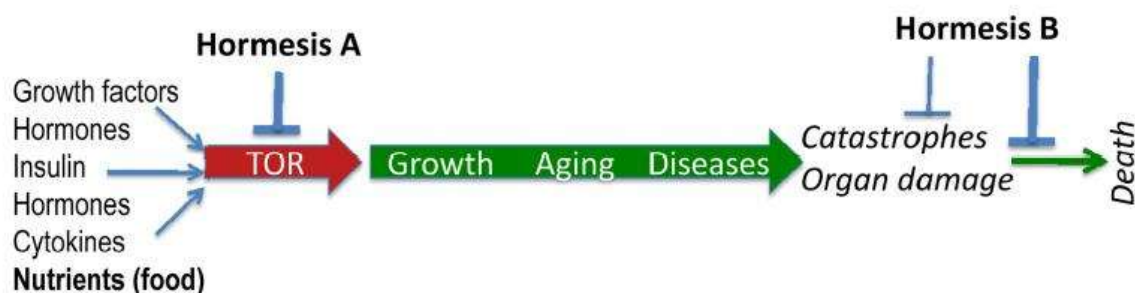 Hormesis A
Hormesis B
Growth factors
Hormones
Insulin
Hormones
Cytokines
Nutrients (food)
TOR
Growth Aging Diseases
Catastrophes
Organ damage
Death